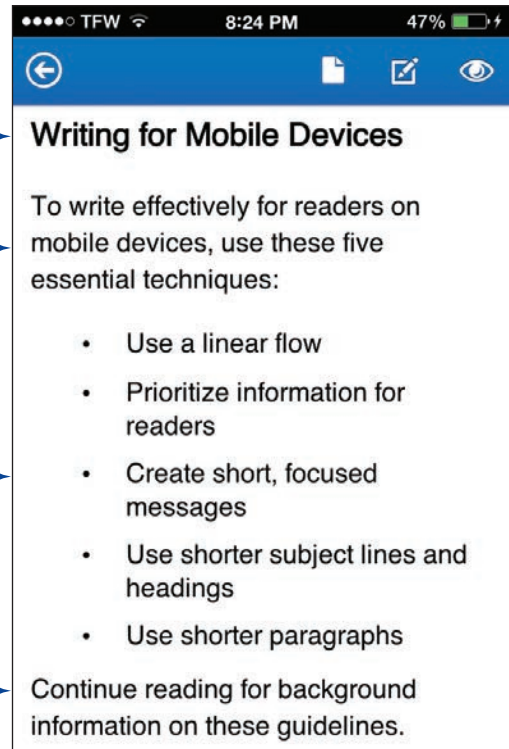 TFW 8:24 PM 47%
Writing for Mobile Devices
To write effectively for readers on
mobile devices, use these five
essential techniques:
• Use a linear flow
• Prioritize information for
readers
• Create short, focused
messages
• Use shorter subject lines and
headings
• Use shorter paragraphs
Continue reading for background
information on these guidelines.